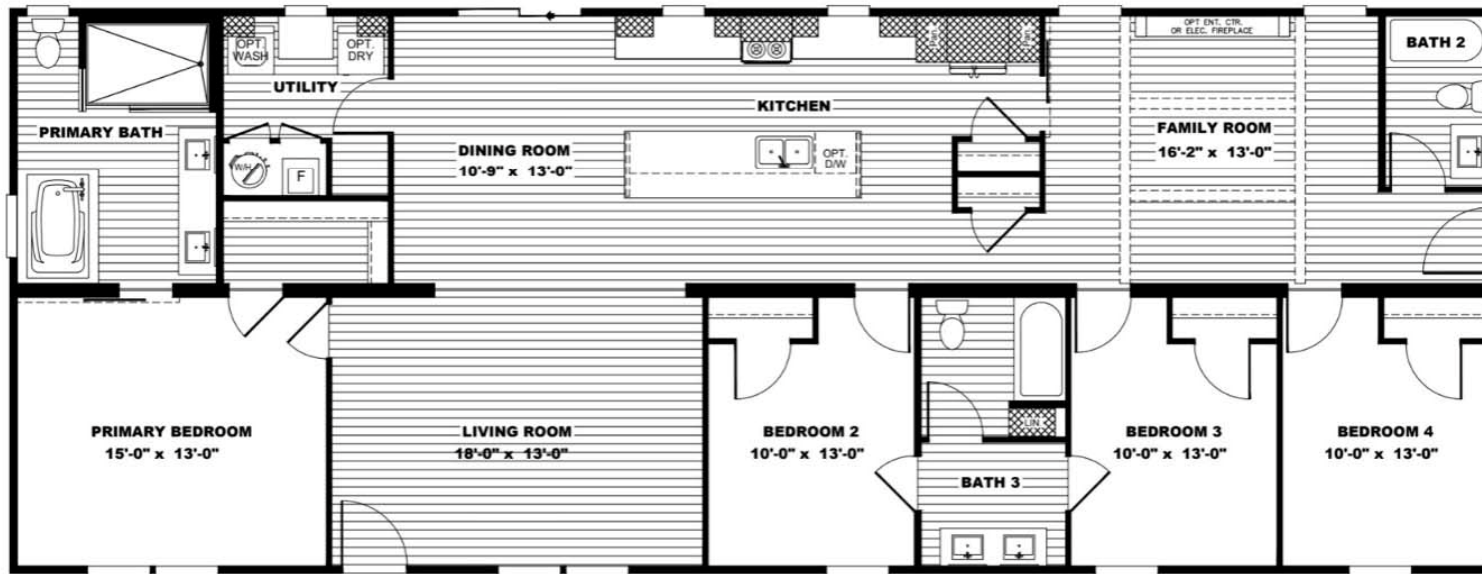 OPT.
WASH
OPT.
DRY
Pan.
Pan.
OPT ENT. CTR.
OR ELEC. FIREPLACE
BATH 2
UTILITY
KITCHEN
PRIMARY BATH
DINING ROOM
10'-9" x 13'-0"
OPT.
D/W
FAMILY ROOM
16'-2" x 13'-0"
W/H
F
PRIMARY BEDROOM
15'-0" x 13'-0"
LIVING ROOM
18'-0" x 13'-0"
BEDROOM 2
10'-0" x 13'-0"
LIN.
BATH 3
BEDROOM 3
10'-0" x 13'-0"
BEDROOM 4
10'-0" x 13'-0"